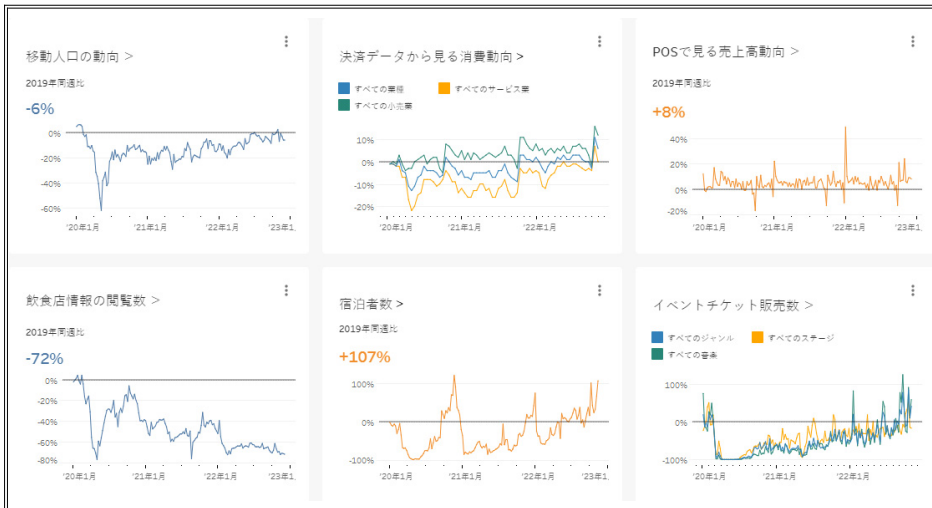 移動人口の動向 >
2019年同週比
-6%
0%
-20%
-40%
-60%
'20年1月 '21年1月 '22年1月 '23年1.
決済データから見る消費動向 >
すべての業種 すべてのサービス業
すべての小売業
10%
0%
-10%
-20%
'20年1月 '21年1月 '22年1月
POSで見る売上高動向 >
2019年同週比
+8%
40%
20%
0%
-20%
'20年1月 '21年1月 '22年1月 '23年1.
飲食店情報の閲覧数 >
2019年同週比
-72%
0%
-20%
-40%
-60%
-80%
'20年1月 '21年1月 '22年1月 '23年1.
宿泊者数 >
2019年同週比
+107%
100%
0%
-100%
'20年1月 '21年1月 '22年1月 '23年1.
イベントチケット販売数 >
すべてのジャンル すべてのステージ
すべての音楽
100%
0%
-100%
'20年1月 '21年1月 '22年1月